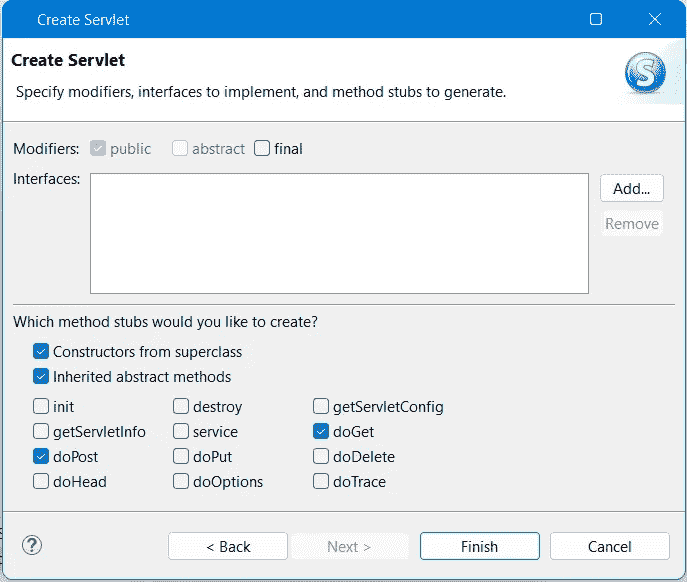 Create Servlet
Create Servlet
Specify modifiers, interfaces to implement, and method stubs to generate.
S
Modifiers: public abstract final
Interfaces:
Add...
Remove
Which method stubs would you like to create?
Constructors from superclass
Inherited abstract methods
init destroy getServletConfig
getServletInfo service doGet
doPost doPut doDelete
doHead doOptions doTrace
? < Back Next > Finish Cancel